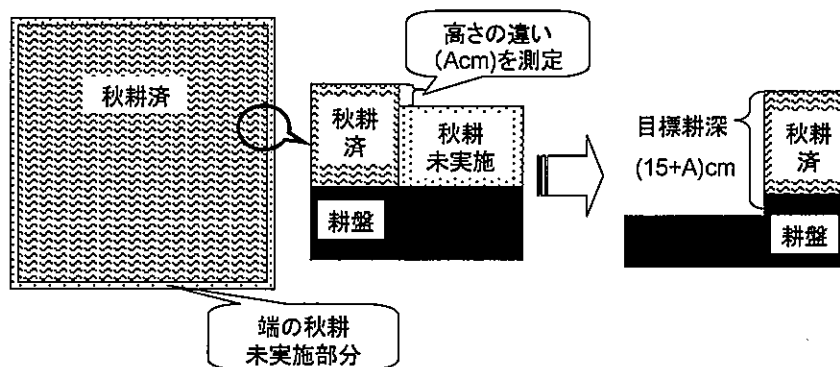 秋耕済
高さの違い
(Acm)を測定
秋耕
済
秋耕
未実施
耕盤
端の秋耕
未実施部分
目標耕深
(15+A)cm
秋耕
済
耕盤